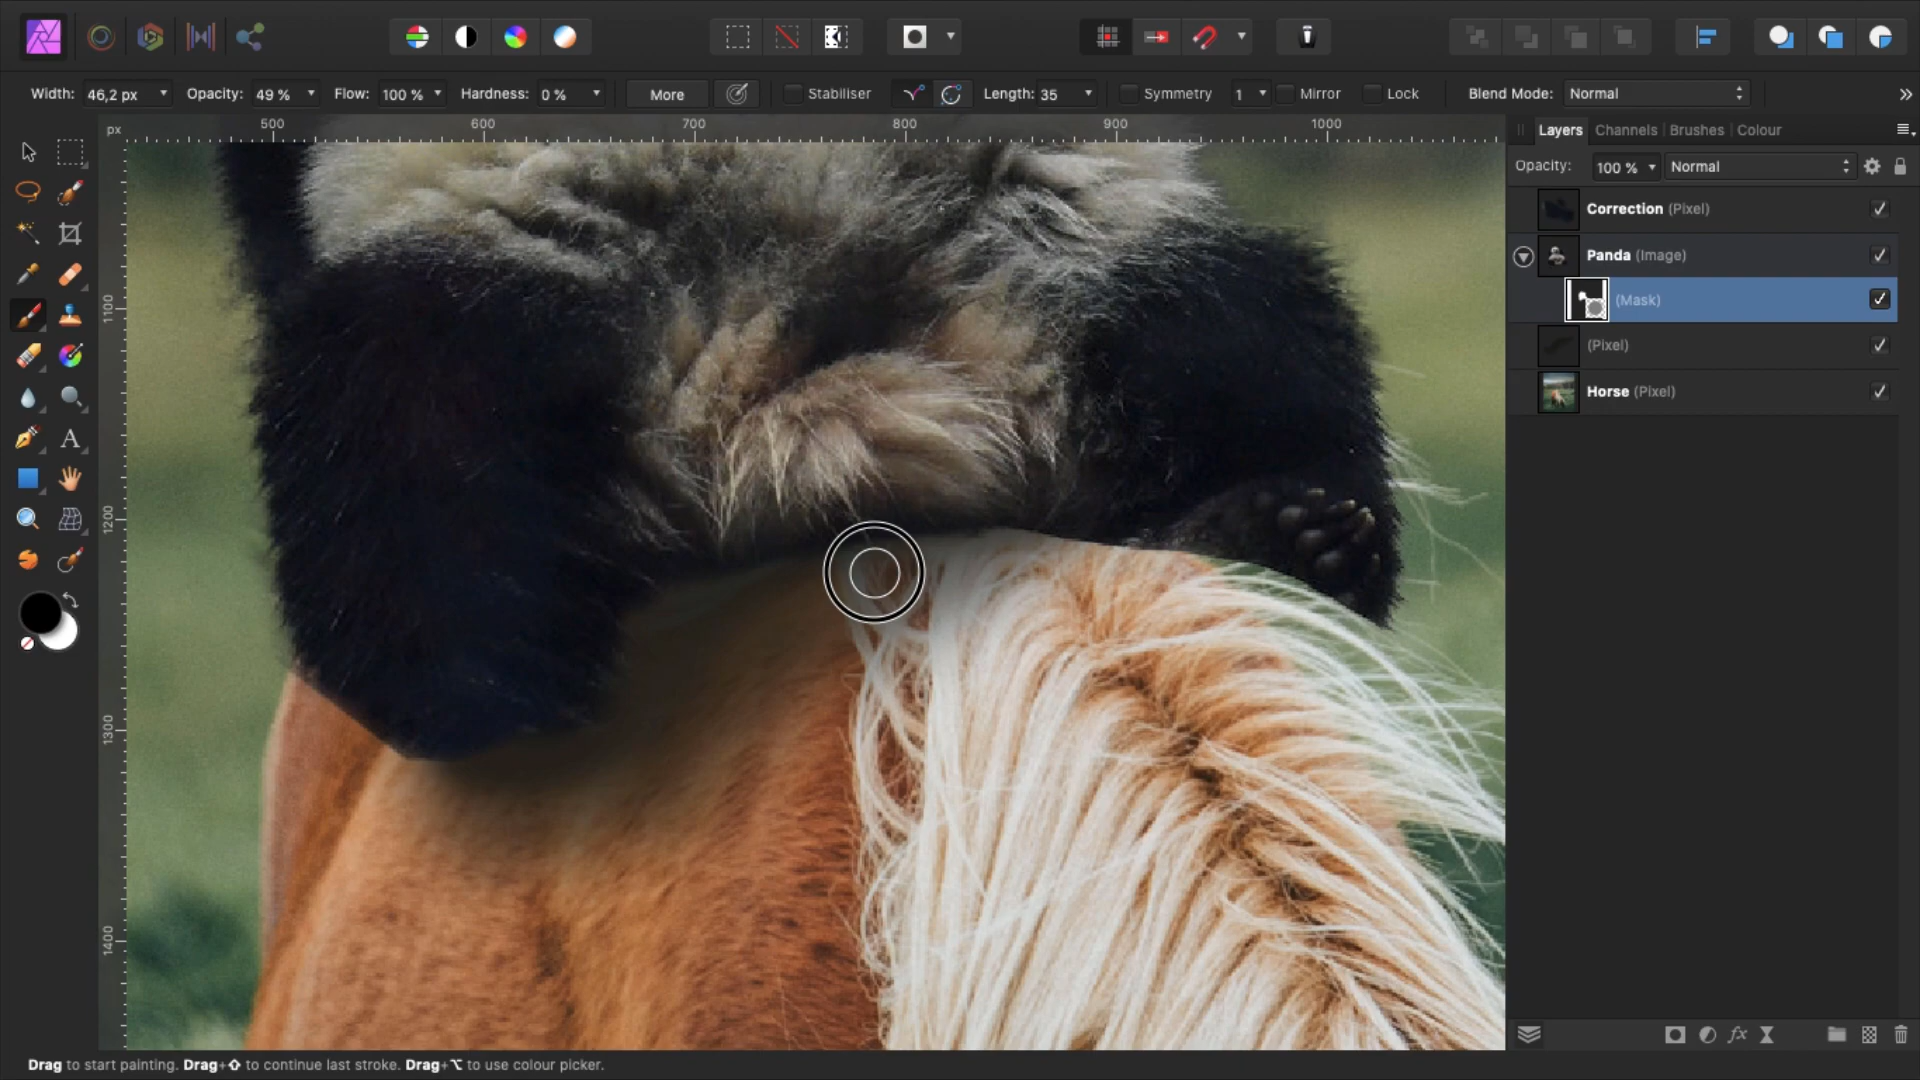 Width: 46,2 px Opacity: 49 % Flow: 100 % Hardness: 0 % More Stabiliser Length: 35 Symmetry 1 Mirror Lock Blend Mode: Normal
px 500 600 700 800 900 1000
Layers Channels Brushes Colour
Opacity: 100 % Normal
Correction (Pixel)
Panda (Image)
(Mask)
(Pixel)
Horse (Pixel)
1100
1200
1300
1400
A
fx
Drag to start painting. Drag+⇧ to continue last stroke. Drag+⌥ to use colour picker.